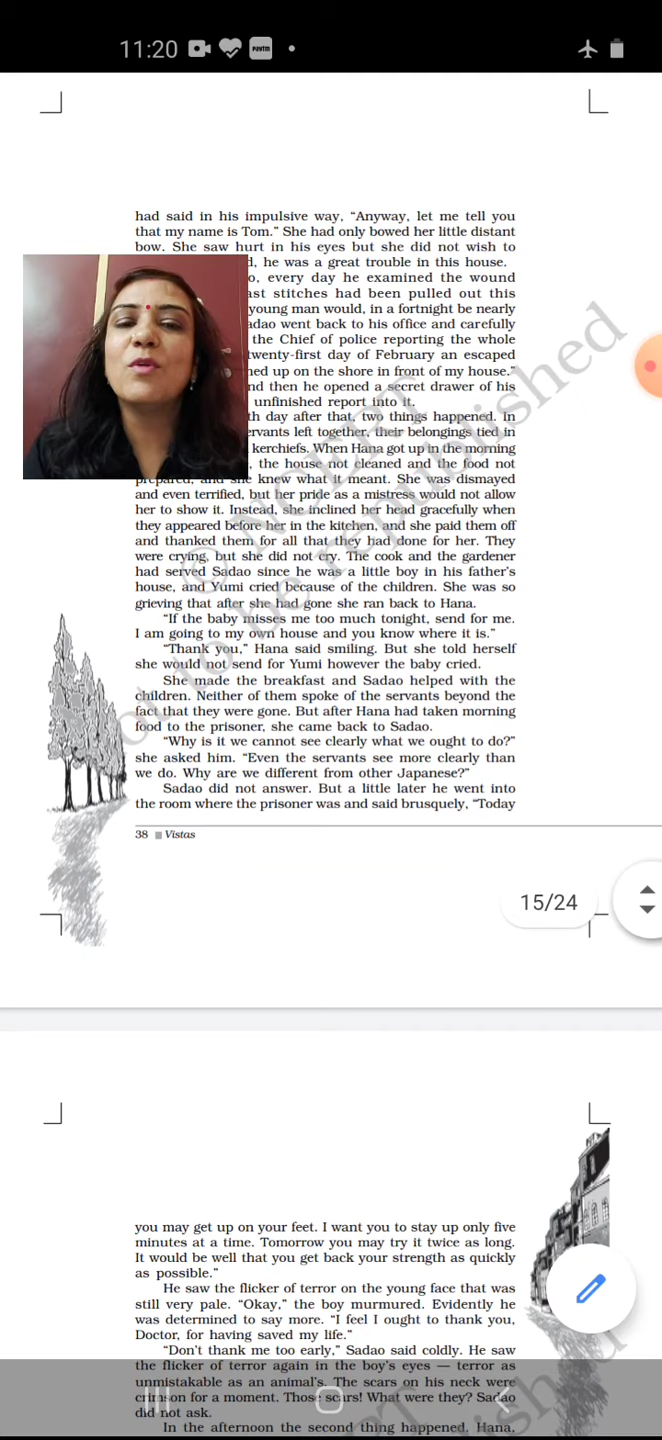 11:20
Paytm
had said in his impulsive way, “Anyway, let me tell you
that my name is Tom.” She had only bowed her little distant
bow. She saw hurt in his eyes but she did not wish to
, he was a great trouble in this house.
, every day he examined the wound
stitches had been pulled out this
young man would, in a fortnight be nearly
went back to his office and carefully
the Chief of police reporting the whole
twenty-first day of February an escaped
up on the shore in front of my house.”
then he opened a secret drawer of his
unfinished report into it.
day after that, two things happened. In
left together, their belongings tied in
kerchiefs. When Hana got up in the morning
, the house not cleaned and the food not
prepared, and she knew what it meant. She was dismayed
and even terrified, but her pride as a mistress would not allow
her to show it. Instead, she inclined her head gracefully when
they appeared before her in the kitchen, and she paid them off
and thanked them for all that they had done for her. They
were crying, but she did not cry. The cook and the gardener
had served Sadao since he was a little boy in his father’s
house, and Yumi cried because of the children. She was so
grieving that after she had gone she ran back to Hana.
“If the baby misses me too much tonight, send for me.
I am going to my own house and you know where it is.”
“Thank you,” Hana said smiling. But she told herself
she would not send for Yumi however the baby cried.
She made the breakfast and Sadao helped with the
children. Neither of them spoke of the servants beyond the
fact that they were gone. But after Hana had taken morning
food to the prisoner, she came back to Sadao.
“Why is it we cannot see clearly what we ought to do?”
she asked him. “Even the servants see more clearly than
we do. Why are we different from other Japanese?”
Sadao did not answer. But a little later he went into
the room where the prisoner was and said brusquely, “Today
38 Vistas
15/24
© NCERT
not to be republished
you may get up on your feet. I want you to stay up only five
minutes at a time. Tomorrow you may try it twice as long.
It would be well that you get back your strength as quickly
as possible.”
He saw the flicker of terror on the young face that was
still very pale. “Okay,” the boy murmured. Evidently he
was determined to say more. “I feel I ought to thank you,
Doctor, for having saved my life.”
“Don’t thank me too early,” Sadao said coldly. He saw
the flicker of terror again in the boy’s eyes — terror as
unmistakable as an animal’s. The scars on his neck were
crimson for a moment. Those scars! What were they? Sadao
did not ask.
In the afternoon the second thing happened. Hana,